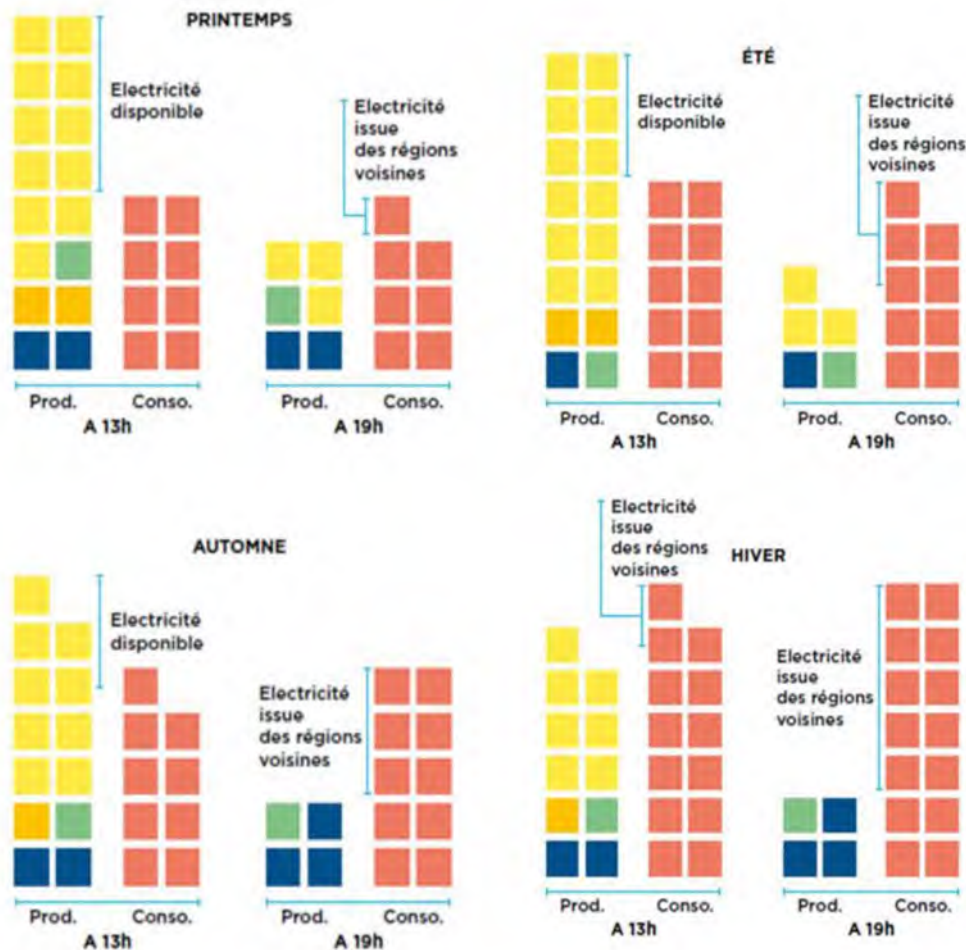 PRINTEMPS
Electricité
disponible
Electricité
issue
des régions
voisines
Prod.
Conso.
A 13h
Prod.
Conso.
A 19h
ÉTÉ
Electricité
disponible
Electricité
issue
des régions
voisines
Prod.
Conso.
A 13h
Prod.
Conso.
A 19h
AUTOMNE
Electricité
disponible
Electricité
issue
des régions
voisines
Prod.
Conso.
A 13h
Prod.
Conso.
A 19h
HIVER
Electricité
issue
des régions
voisines
Electricité
issue
des régions
voisines
Prod.
Conso.
A 13h
Prod.
Conso.
A 19h